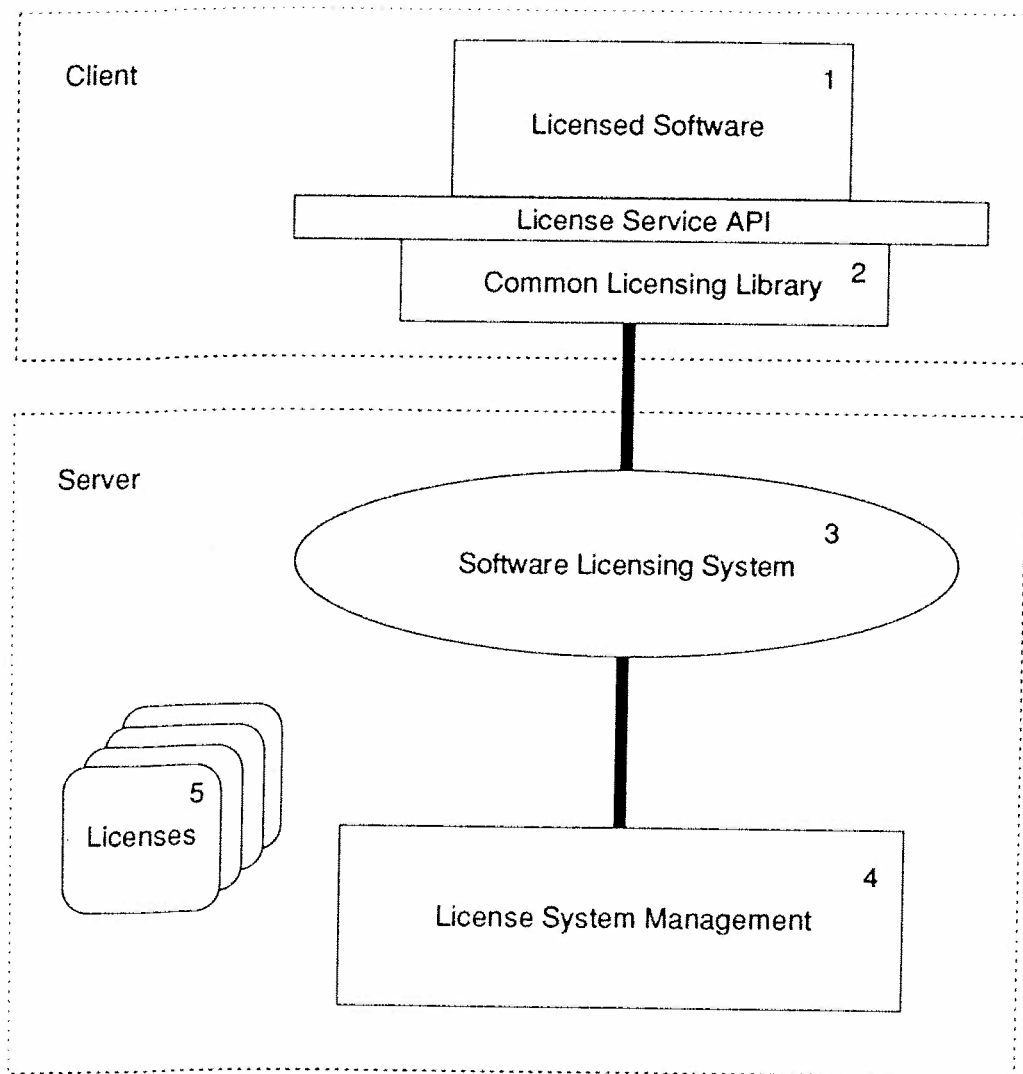 Client
1
Licensed Software
License Service API
Common Licensing Library 2
Server
3
Software Licensing System
5
Licenses
4
License System Management